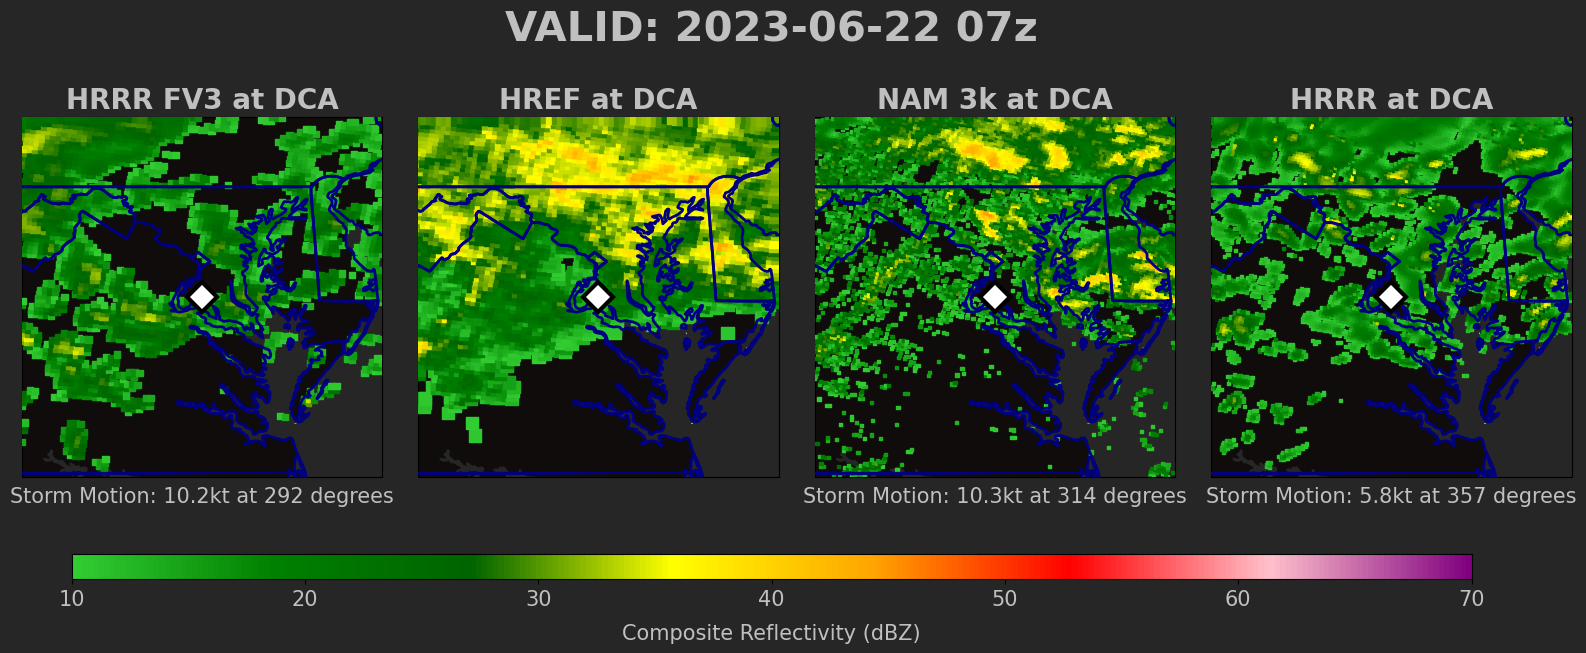 VALID: 2023-06-22 07z
HRRR FV3 at DCA
HREF at DCA
NAM 3k at DCA
HRRR at DCA
Storm Motion: 10.2kt at 292 degrees
Storm Motion: 10.3kt at 314 degrees
Storm Motion: 5.8kt at 357 degrees
10 20 30 40 50 60 70
Composite Reflectivity (dBZ)